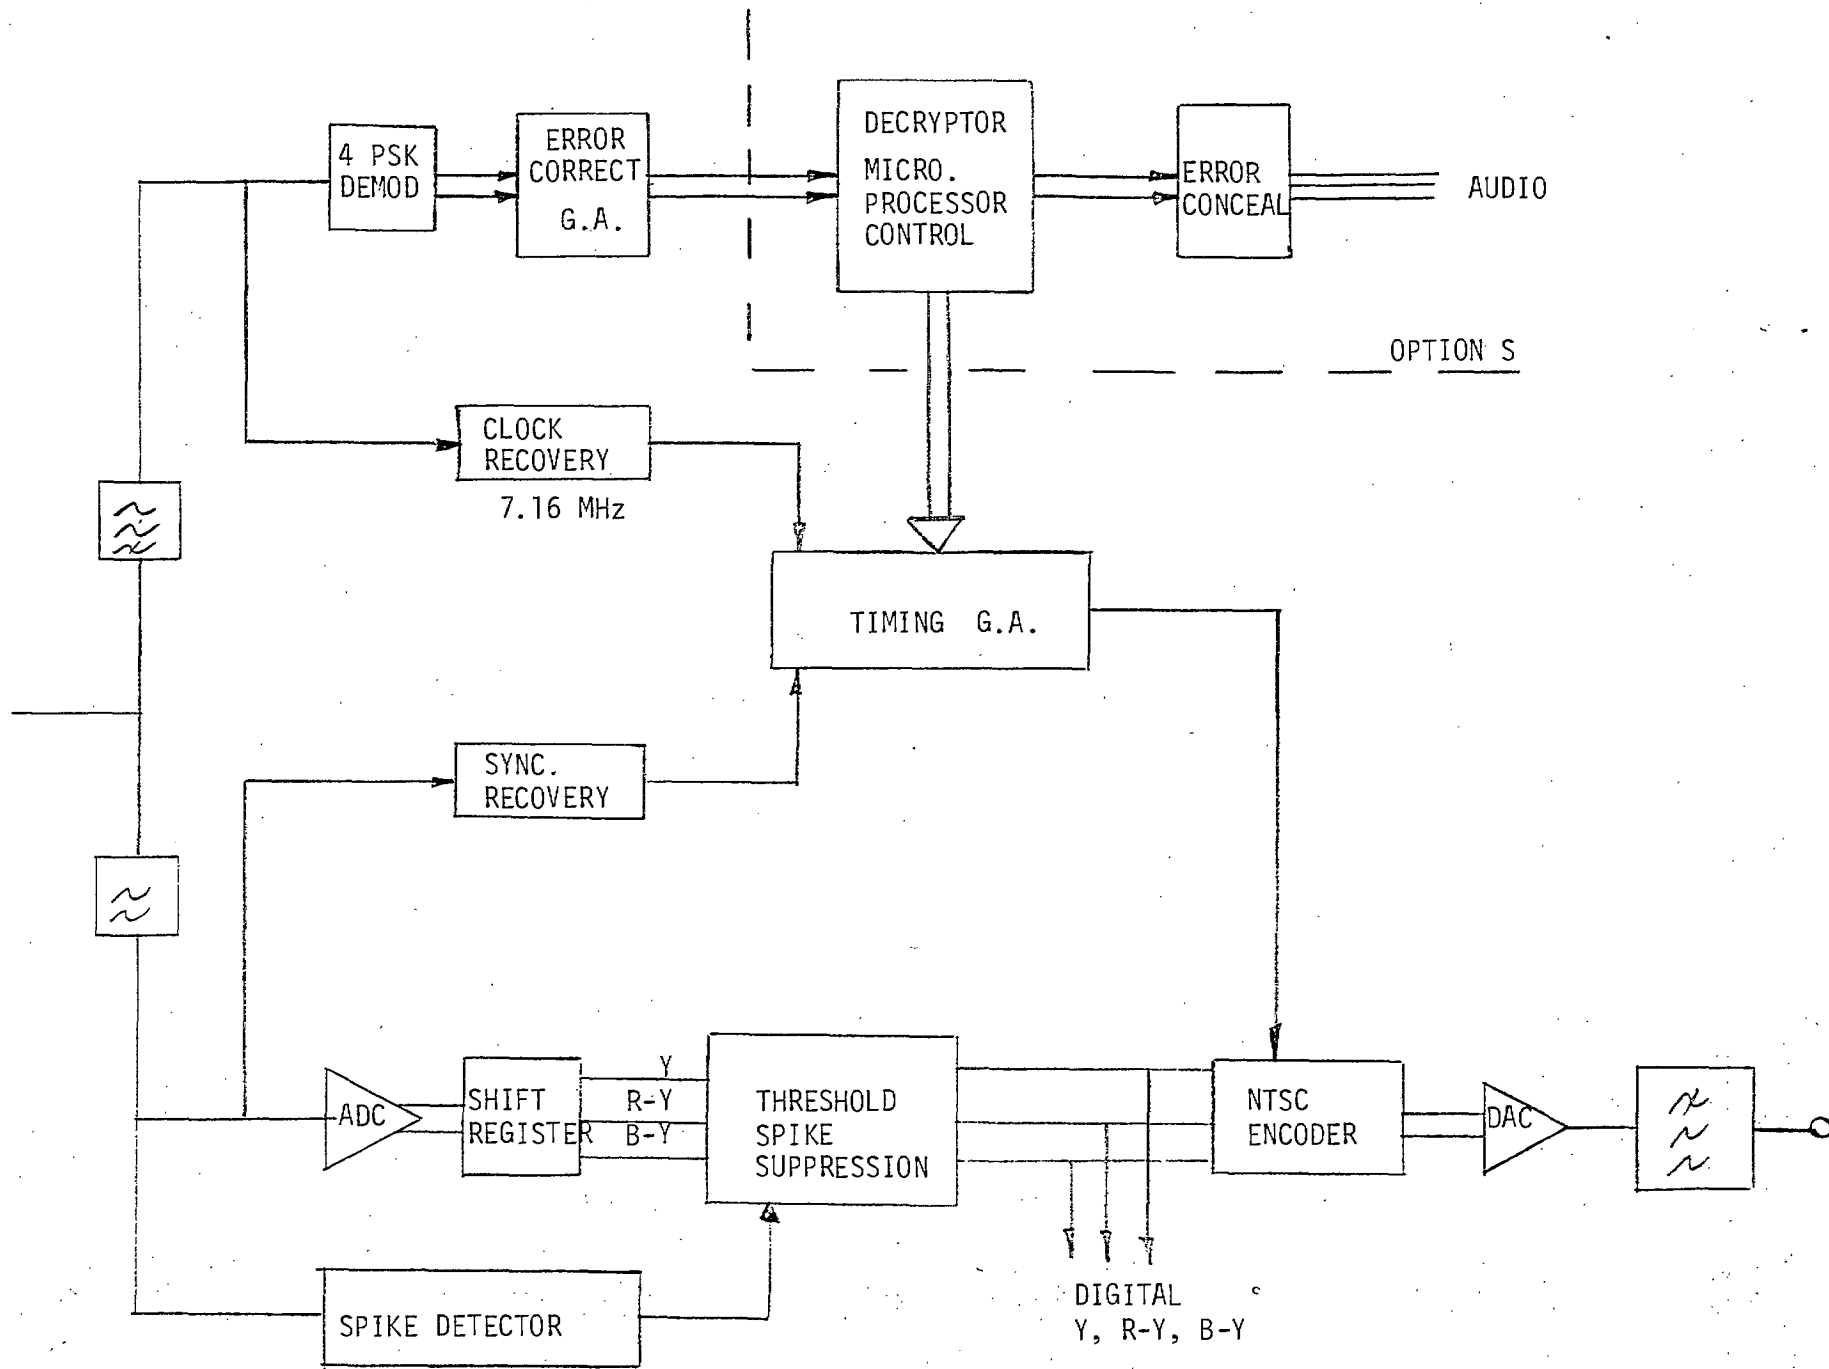 4 PSK
DEMOD
ERROR
CORRECT
G.A.
DECRYPTOR
MICRO.
PROCESSOR
CONTROL
ERROR
CONCEAL
AUDIO
OPTION S
CLOCK
RECOVERY
7.16 MHz
TIMING G.A.
SYNC.
RECOVERY
ADC
SHIFT
REGISTER
Y
R-Y
B-Y
THRESHOLD
SPIKE
SUPPRESSION
NTSC
ENCODER
DAC
SPIKE DETECTOR
DIGITAL
Y, R-Y, B-Y